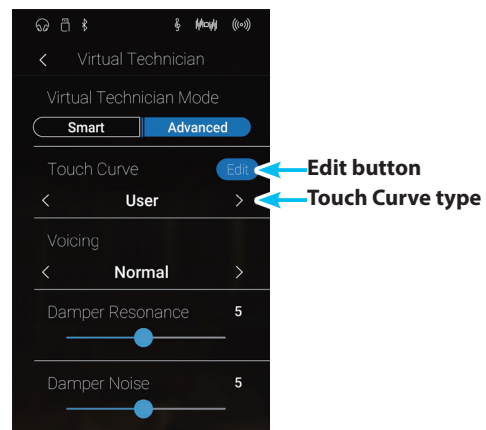 Virtual Technician
Virtual Technician Mode
Smart Advanced
Touch Curve Edit
Edit button
User
Touch Curve type
Voicing
Normal
Damper Resonance 5
Damper Noise 5